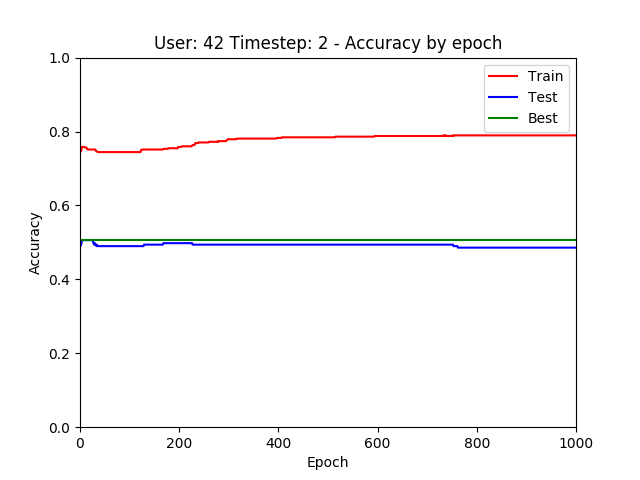 User: 42 Timestep: 2 - Accuracy by epoch
1.0
0.8
0.6
0.4
0.2
0.0
Accuracy
Train
Test
Best
0 200 400 600 800 1000
Epoch